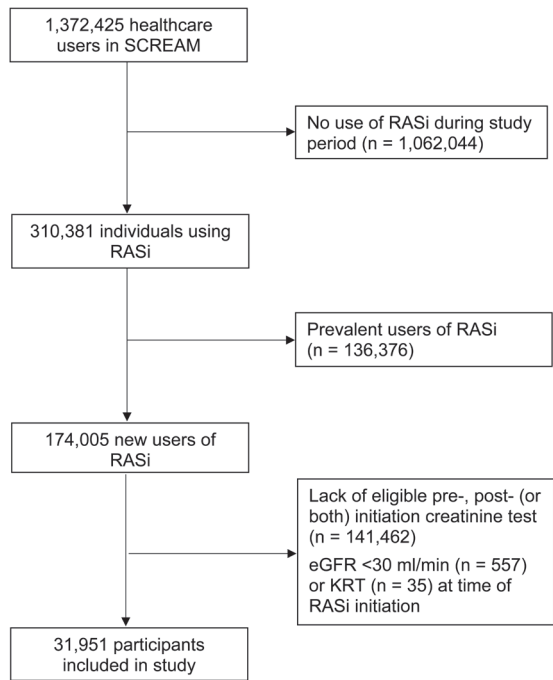 1,372,425 healthcare
users in SCREAM
No use of RASi during study
period (n = 1,062,044)
310,381 individuals using
RASi
Prevalent users of RASi
(n = 136,376)
174,005 new users of
RASi
Lack of eligible pre-, post- (or
both) initiation creatinine test
(n = 141,462)
eGFR <30 ml/min (n = 557)
or KRT (n = 35) at time of
RASi initiation
31,951 participants
included in study